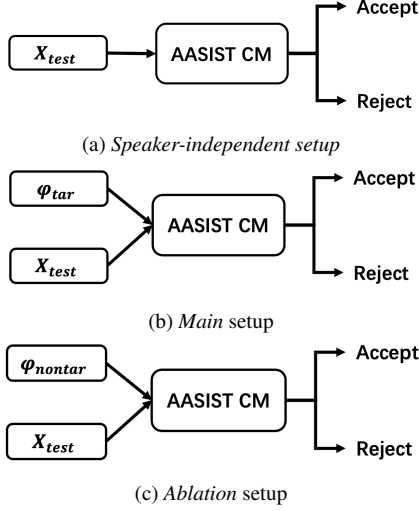 Accept
X_test
AASIST CM
Reject
(a) Speaker-independent setup
φ_tar
Accept
AASIST CM
X_test
Reject
(b) Main setup
φ_nontar
Accept
AASIST CM
X_test
Reject
(c) Ablation setup